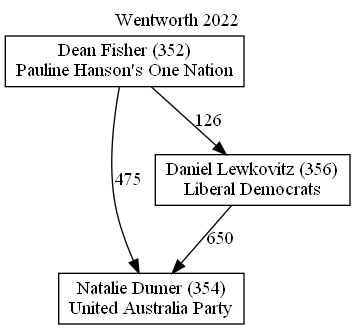 Wentworth 2022
Dean Fisher (352)
Pauline Hanson's One Nation
126
Daniel Lewkovitz (356)
Liberal Democrats
475
650
Natalie Dumer (354)
United Australia Party